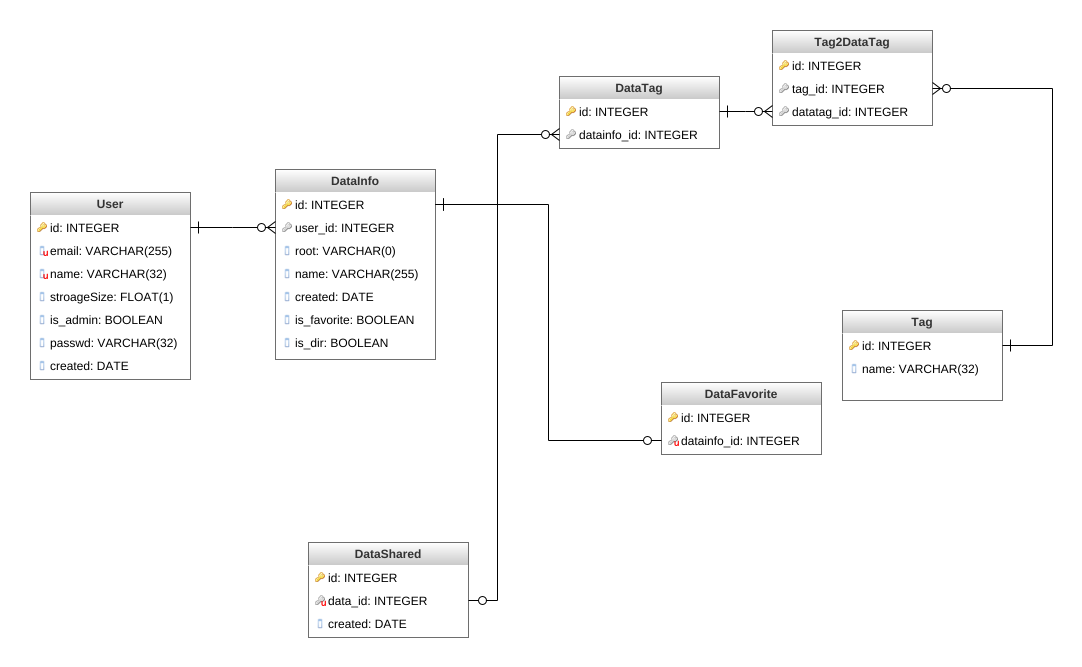 User
id: INTEGER
email: VARCHAR(255)
name: VARCHAR(32)
stroageSize: FLOAT(1)
is_admin: BOOLEAN
passwd: VARCHAR(32)
created: DATE
DataInfo
id: INTEGER
user_id: INTEGER
root: VARCHAR(0)
name: VARCHAR(255)
created: DATE
is_favorite: BOOLEAN
is_dir: BOOLEAN
DataTag
id: INTEGER
datainfo_id: INTEGER
Tag2DataTag
id: INTEGER
tag_id: INTEGER
datatag_id: INTEGER
Tag
id: INTEGER
name: VARCHAR(32)
DataFavorite
id: INTEGER
datainfo_id: INTEGER
DataShared
id: INTEGER
data_id: INTEGER
created: DATE